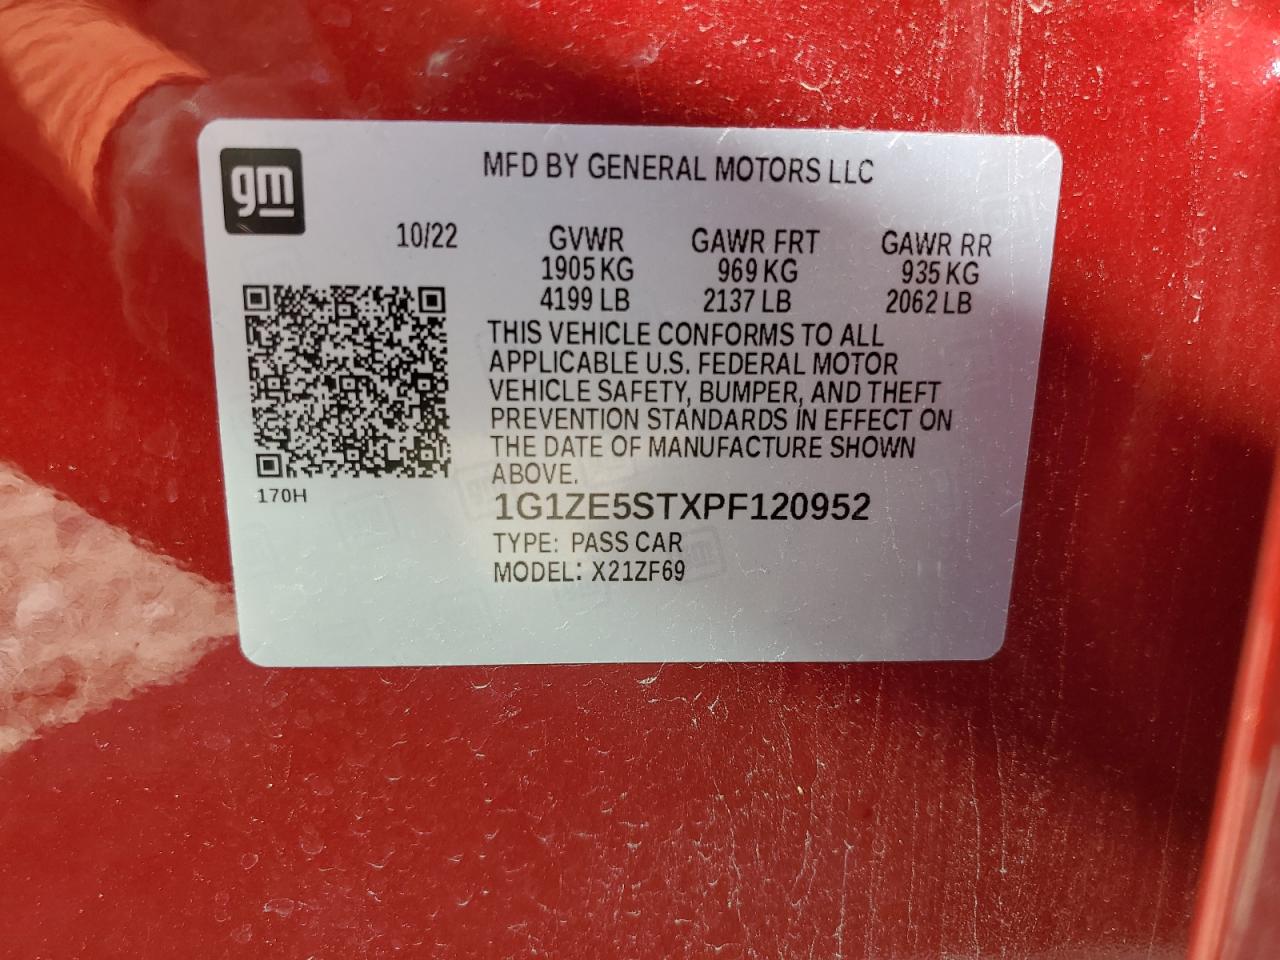 gm
MFD BY GENERAL MOTORS LLC
10/22 GVWR GAWR FRT GAWR RR
1905 KG 969 KG 935 KG
4199 LB 2137 LB 2062 LB
THIS VEHICLE CONFORMS TO ALL
APPLICABLE U.S. FEDERAL MOTOR
VEHICLE SAFETY, BUMPER, AND THEFT
PREVENTION STANDARDS IN EFFECT ON
THE DATE OF MANUFACTURE SHOWN
ABOVE.
170H
1G1ZE5STXPF120952
TYPE: PASS CAR
MODEL: X21ZF69